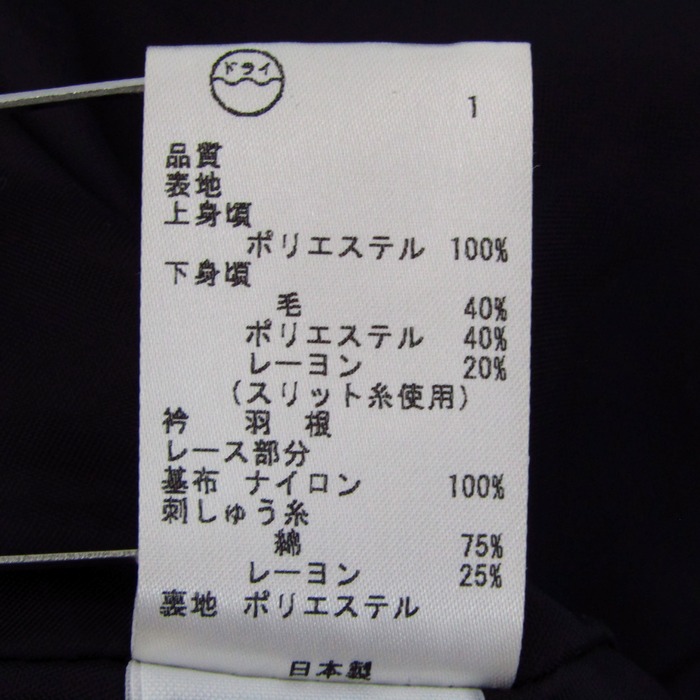 ドライ
1
品質
表地
上身頃
ポリエステル 100%
下身頃
毛 40%
ポリエステル 40%
レーヨン 20%
(スリット糸使用)
衿 羽 根
レース部分
基布 ナイロン 100%
刺しゅう糸
綿 75%
レーヨン 25%
裏地 ポリエステル
日本製